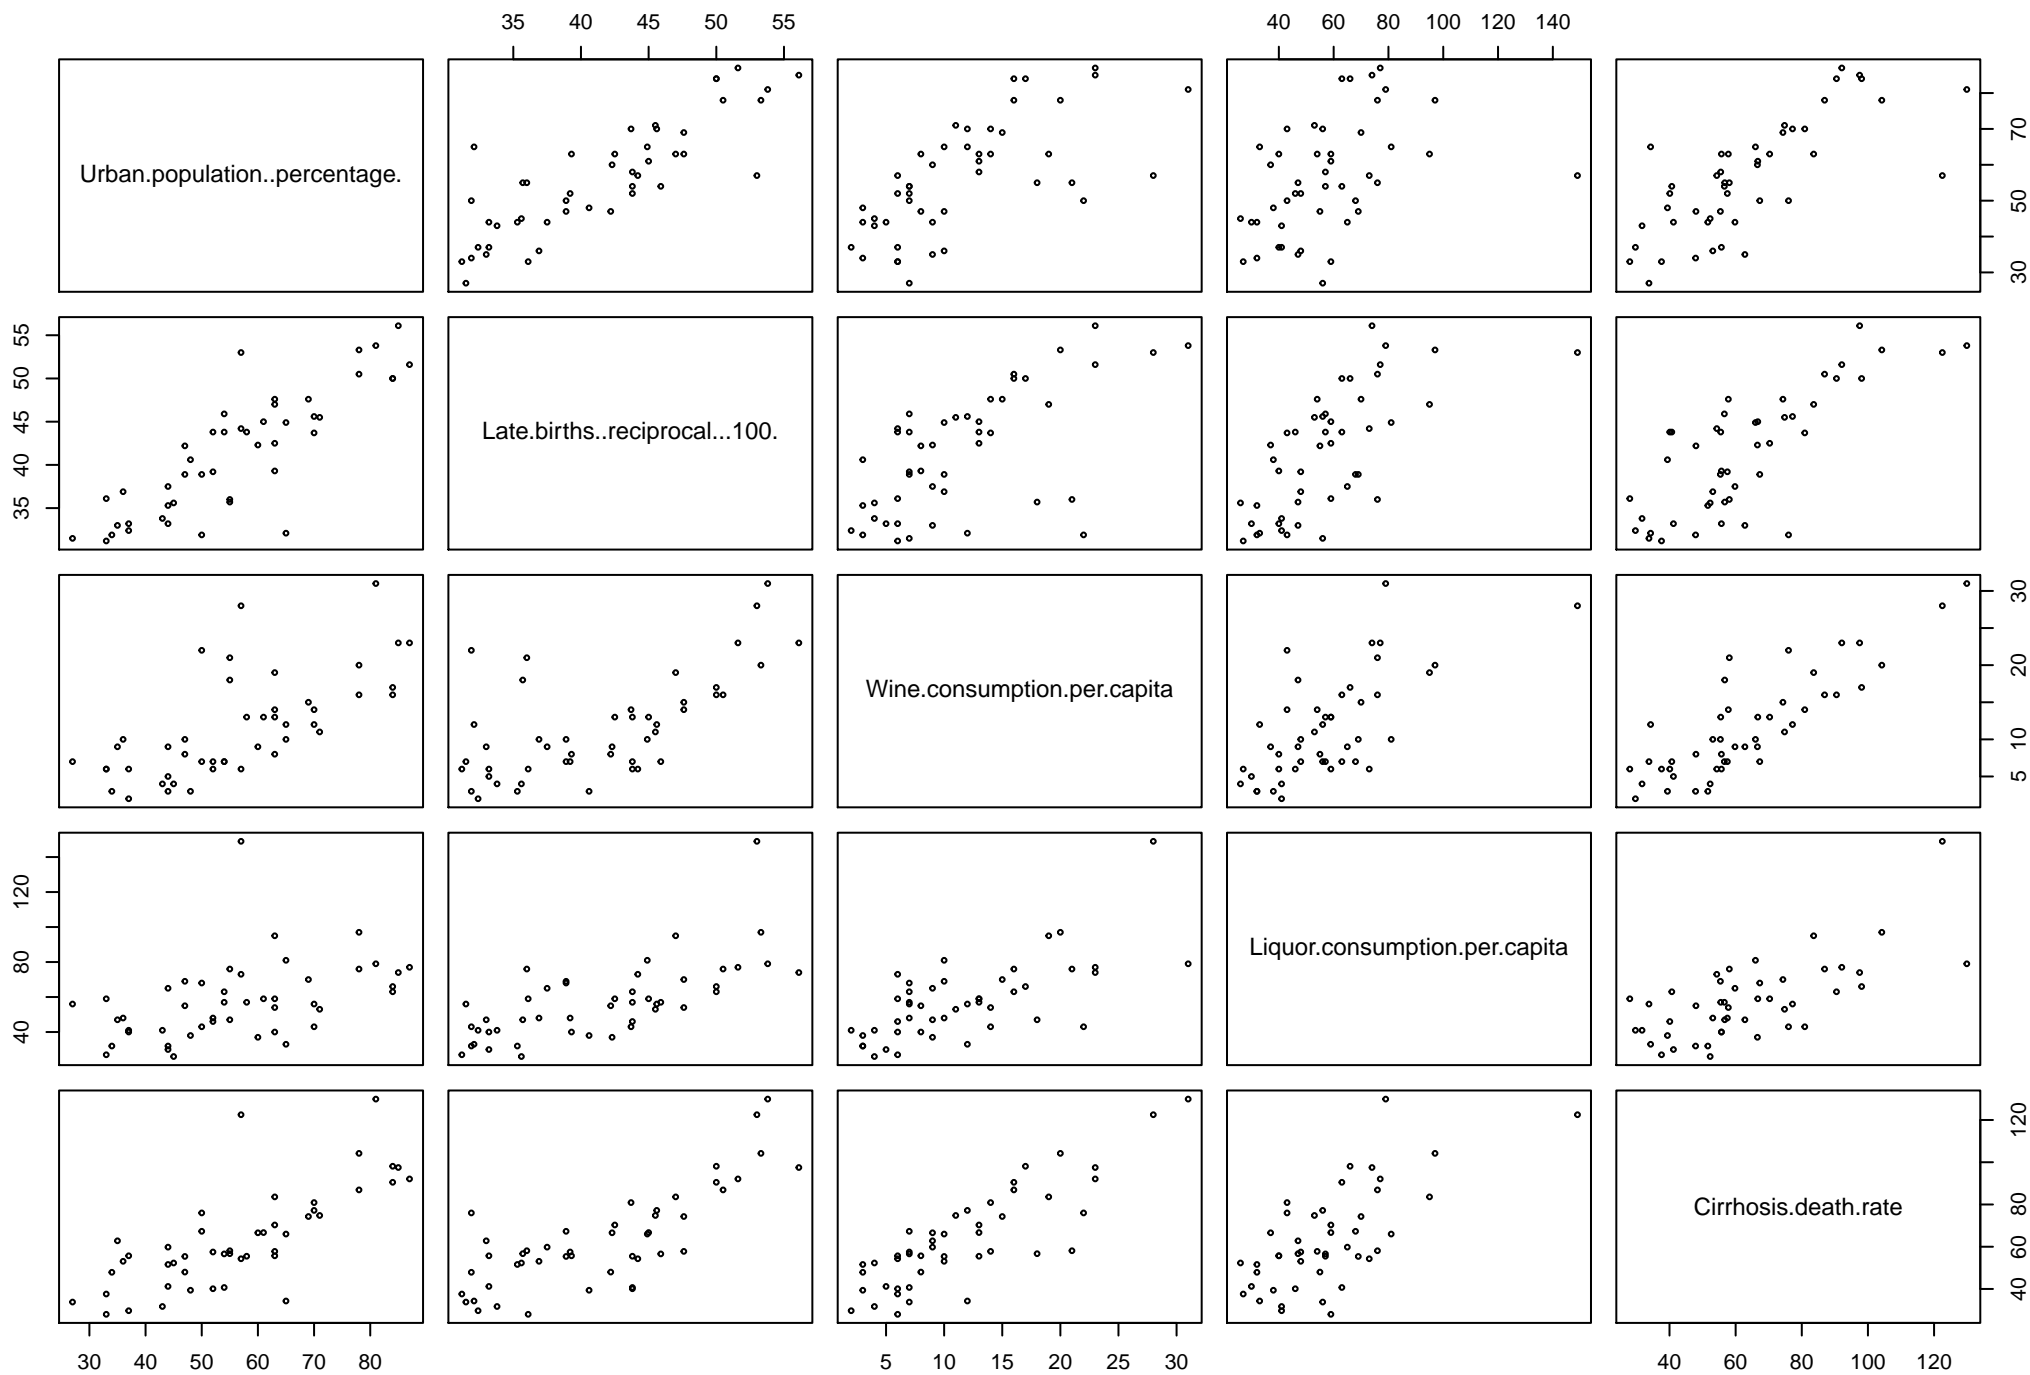 35 40 45 50 55
40 60 80 100 120 140
Urban.population..percentage.
30 50 70
35 40 45 50 55
Late.births..reciprocal...100.
Wine.consumption.per.capita
5 10 20 30
40 80 120
Liquor.consumption.per.capita
Cirrhosis.death.rate
40 60 80 120
30 40 50 60 70 80
5 10 15 20 25 30
40 60 80 100 120